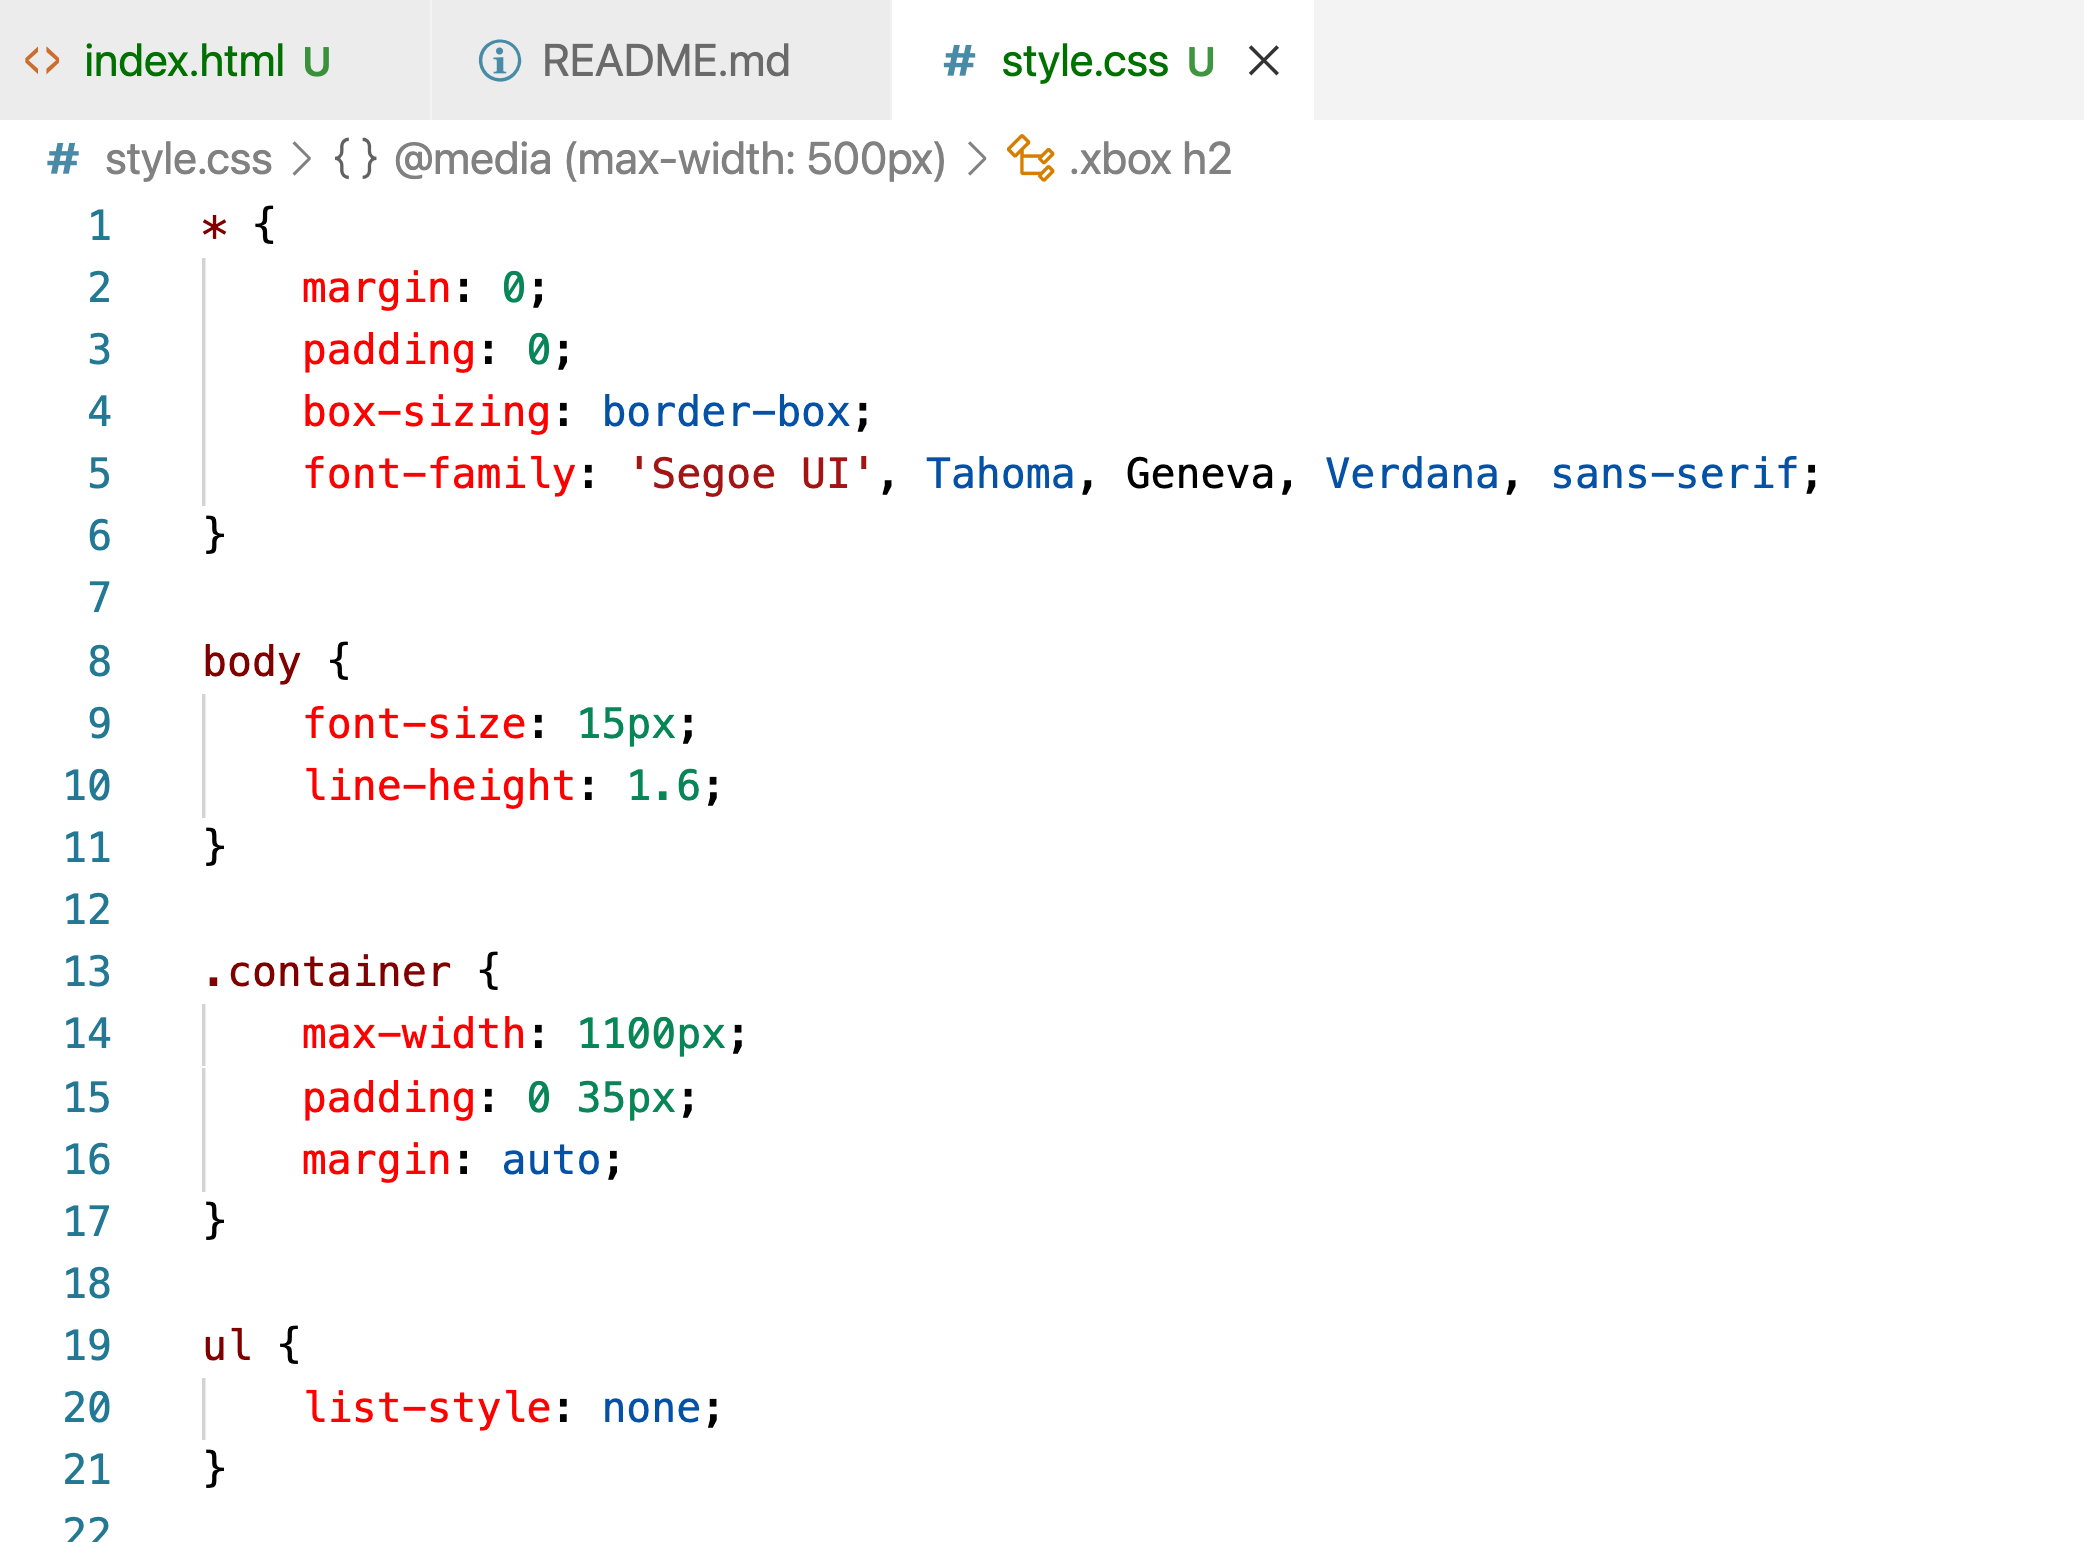 <> index.html U README.md # style.css U
# style.css > {} @media (max-width: 500px) > .xbox h2
1 * {
2 margin: 0;
3 padding: 0;
4 box-sizing: border-box;
5 font-family: 'Segoe UI', Tahoma, Geneva, Verdana, sans-serif;
6 }
7
8 body {
9 font-size: 15px;
10 line-height: 1.6;
11 }
12
13 .container {
14 max-width: 1100px;
15 padding: 0 35px;
16 margin: auto;
17 }
18
19 ul {
20 list-style: none;
21 }
22